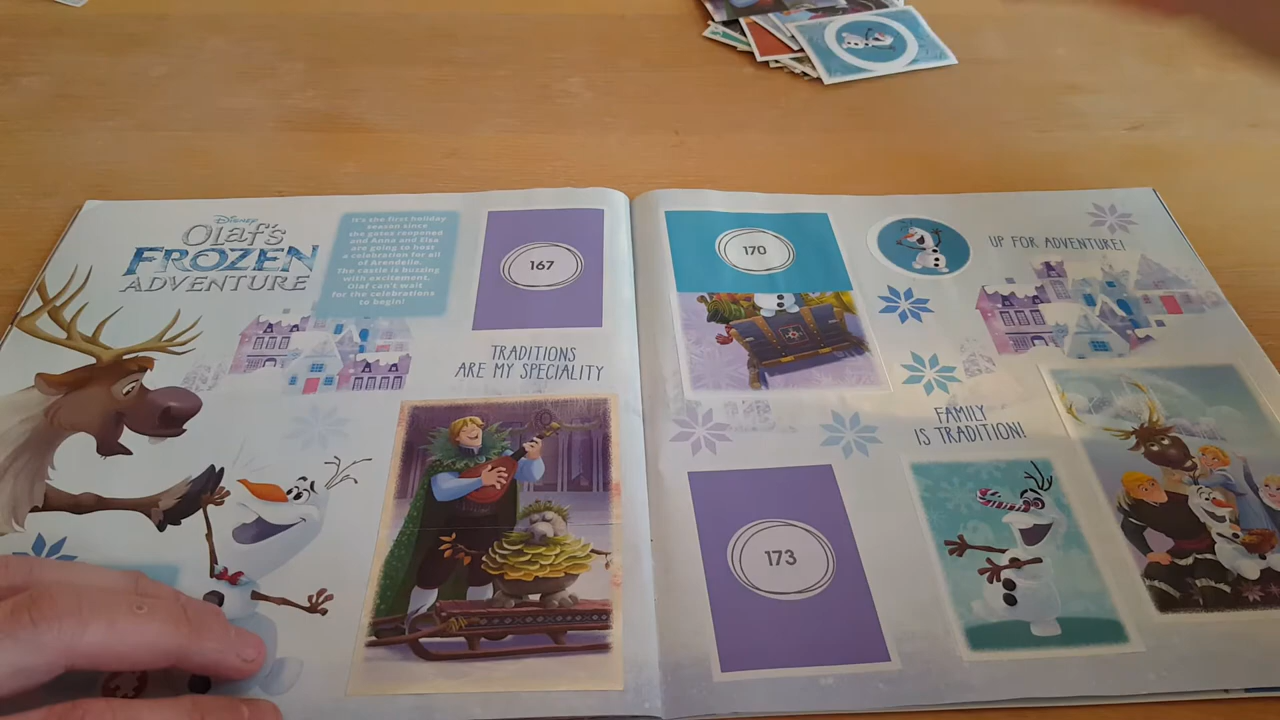 Disney
Olaf's
FROZEN
ADVENTURE
It's the first holiday
season since
the gates reopened
and Anna and Elsa
are going to host
a celebration for all
of Arendelle.
The castle is buzzing
with excitement.
Olaf can't wait
for the celebrations
to begin!
167
TRADITIONS
ARE MY SPECIALITY
170
UP FOR ADVENTURE!
FAMILY
IS TRADITION!
173